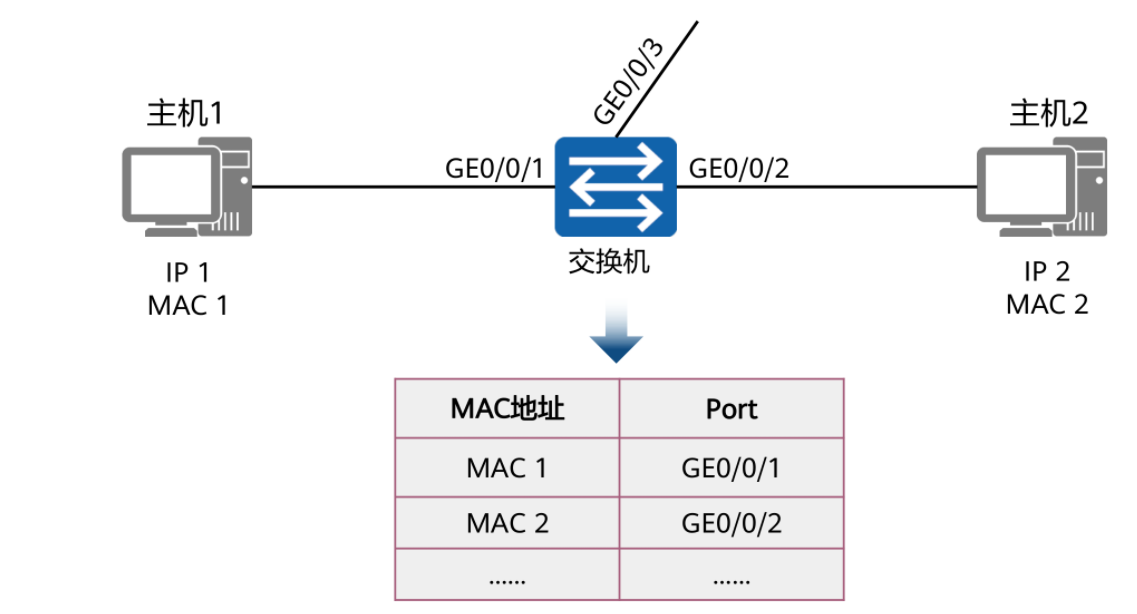 GE0/0/3
主机1
主机2
GE0/0/1
GE0/0/2
交换机
IP 1
MAC 1
IP 2
MAC 2
MAC地址 Port
MAC 1 GE0/0/1
MAC 2 GE0/0/2
...... ......